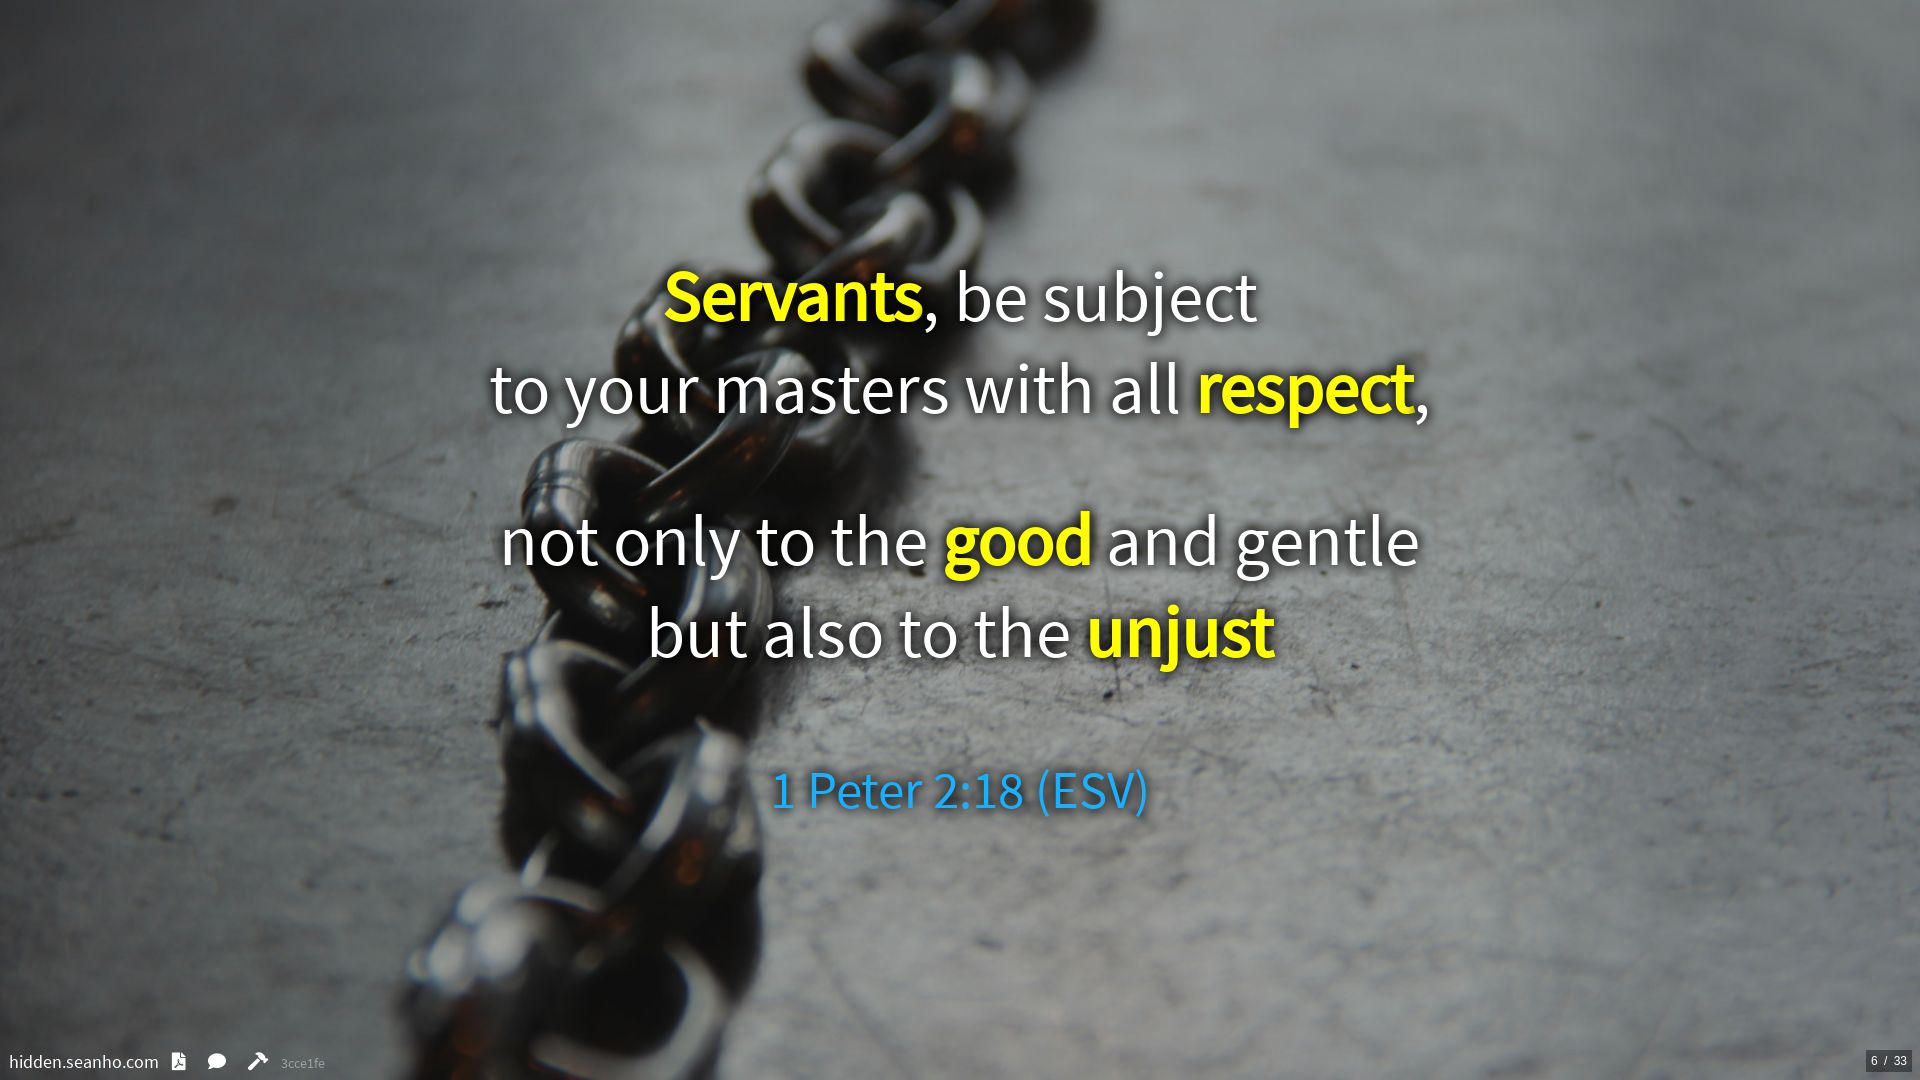 Servants, be subject
to your masters with all respect,
not only to the good and gentle
but also to the unjust
1 Peter 2:18 (ESV)
hidden.seanho.com 3cce1fe
6 / 33